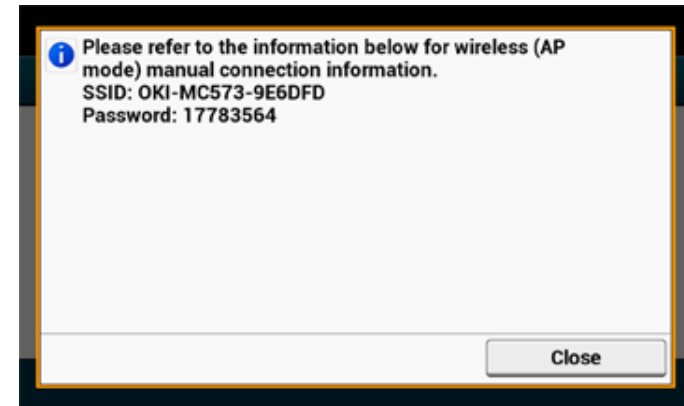 Please refer to the information below for wireless (AP
mode) manual connection information.
SSID: OKI-MC573-9E6DFD
Password: 17783564
Close